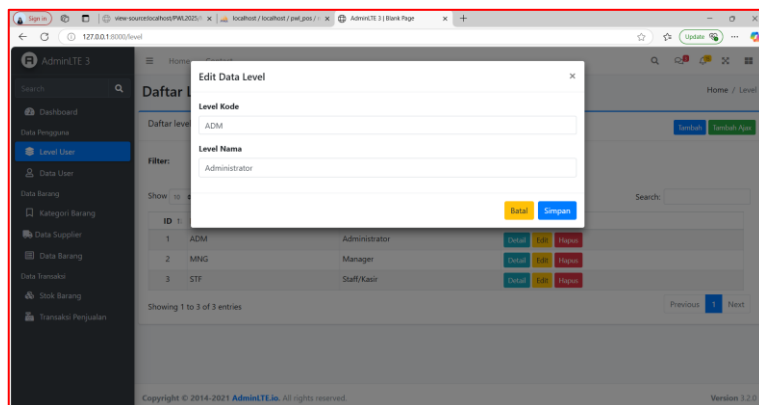 Sign in
view-source:localhost/PWL2025/
localhost / localhost / pwl_pos /
AdminLTE 3 | Blank Page
127.0.0.1:8000/level
Update
AdminLTE 3
Home
Search
Daftar
Home / Level
Dashboard
Data Pengguna
Level User
Data User
Data Barang
Kategori Barang
Data Supplier
Data Barang
Data Transaksi
Stok Barang
Transaksi Penjualan
Edit Data Level
×
Level Kode
ADM
Level Nama
Administrator
Batal Simpan
Daftar level
Tambah Tambah Ajax
Filter:
Show 10
Search:
ID
1 ADM Administrator Detail Edit Hapus
2 MNG Manager Detail Edit Hapus
3 STF Staff/Kasir Detail Edit Hapus
Showing 1 to 3 of 3 entries
Previous 1 Next
Copyright © 2014-2021 AdminLTE.io. All rights reserved.
Version 3.2.0